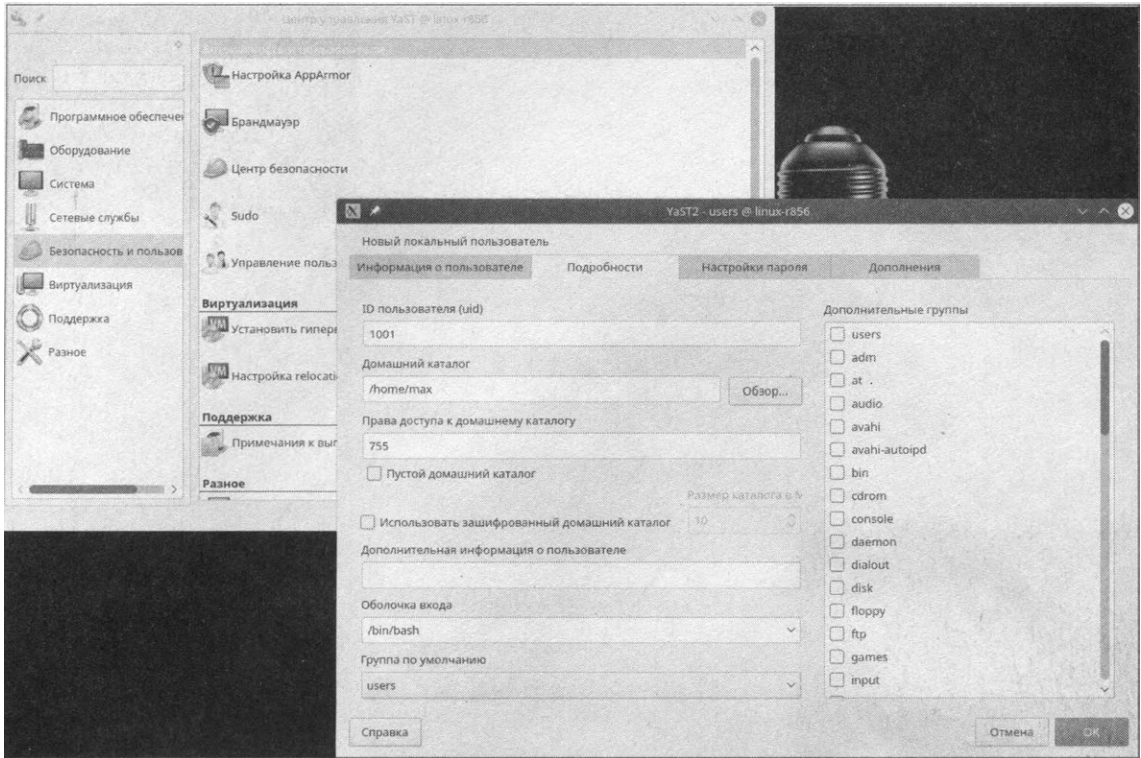 Центр управления YaST @ linux-r856
Поиск
Программное обеспечен
Оборудование
Система
Сетевые службы
Безопасность и пользов
Виртуализация
Поддержка
Разное
Безопасность и пользователи
Настройка AppArmor
Брандмауэр
Центр безопасности
Sudo
Управление польз
Виртуализация
Установить гиперв
Настройка relocati
Поддержка
Примечания к вып
Разное
YaST2 - users @ linux-r856
Новый локальный пользователь
Информация о пользователе
Подробности
Настройки пароля
Дополнения
ID пользователя (uid)
1001
Домашний каталог
/home/max
Обзор...
Права доступа к домашнему каталогу
755
Пустой домашний каталог
Размер каталога в М
Использовать зашифрованный домашний каталог
10
Дополнительная информация о пользователе
Оболочка входа
/bin/bash
Группа по умолчанию
users
Дополнительные группы
users
adm
at
audio
avahi
avahi-autoipd
bin
cdrom
console
daemon
dialout
disk
floppy
ftp
games
input
Справка
Отмена
ОК